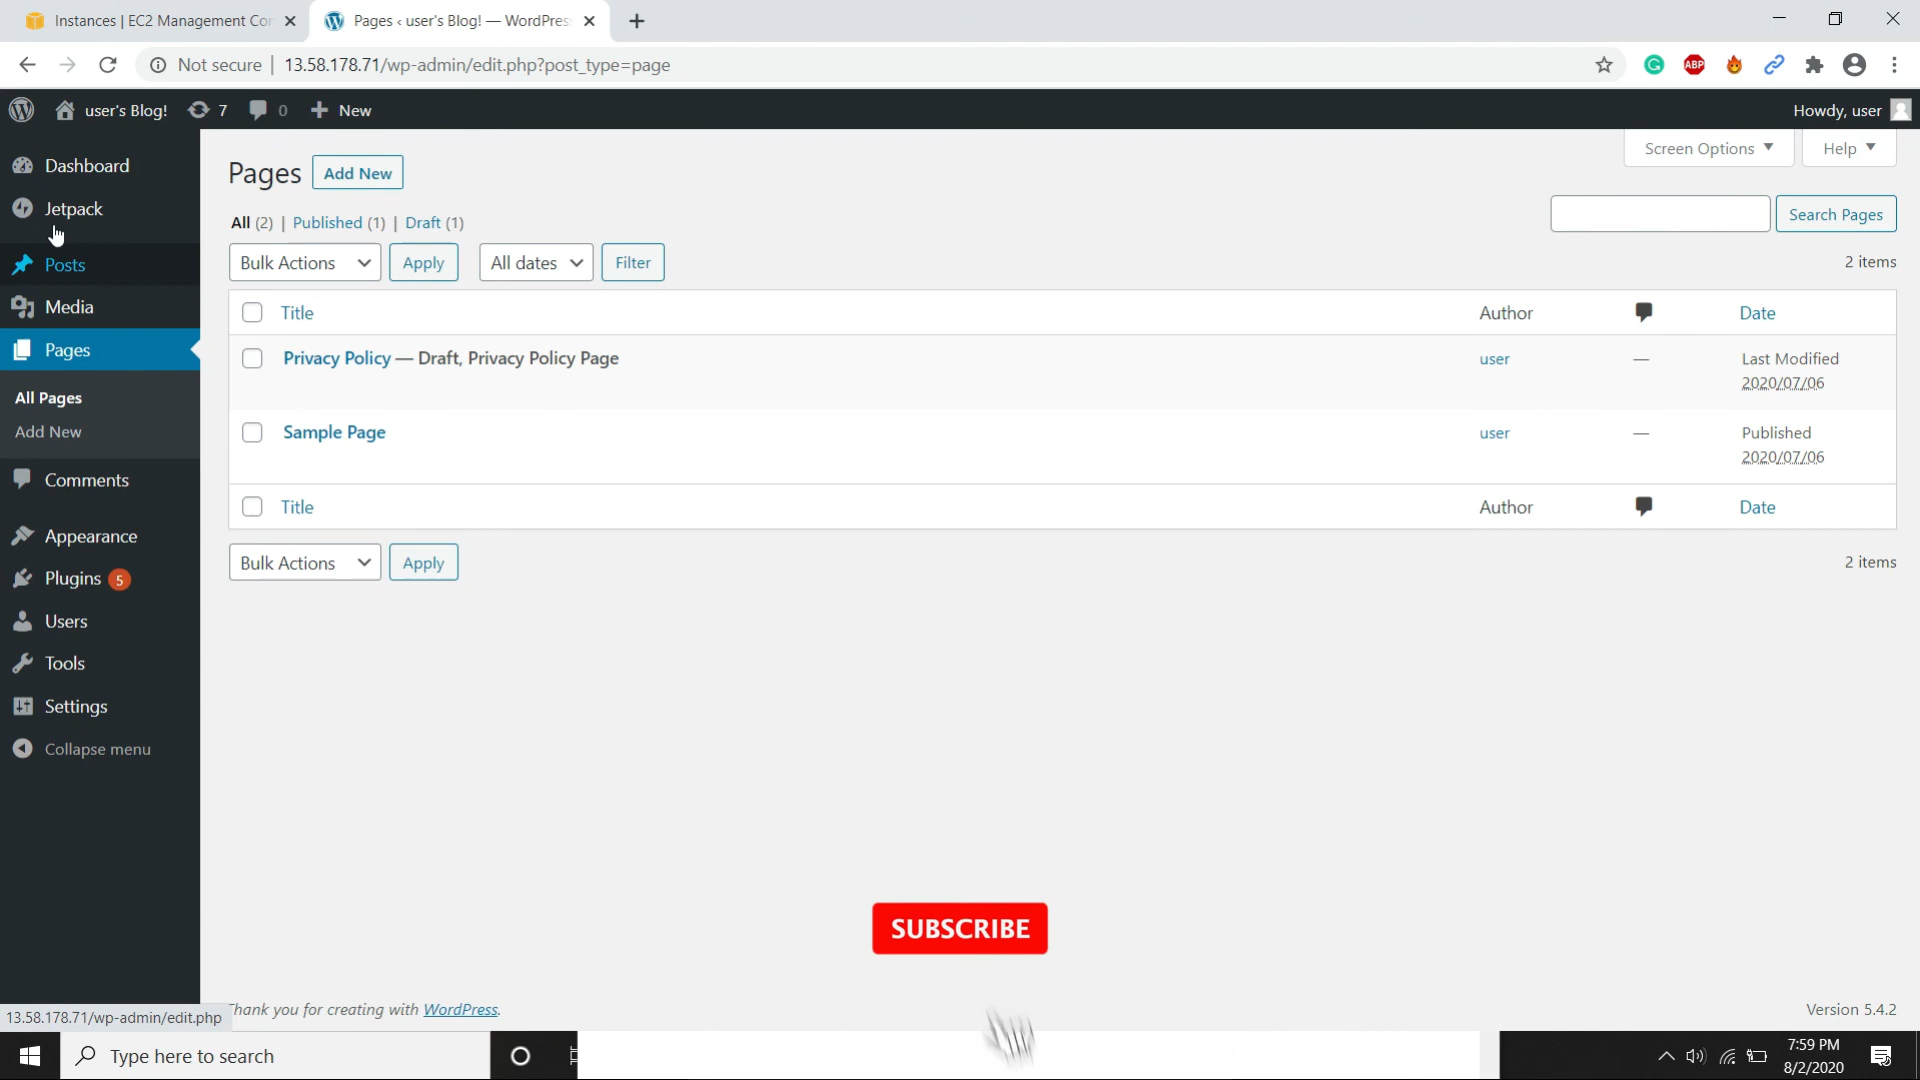 Instances | EC2 Management Con
Pages ‹ user's Blog! — WordPress
Not secure | 13.58.178.71/wp-admin/edit.php?post_type=page
user's Blog! 7 0 New
Howdy, user
Dashboard
Jetpack
Posts
Media
Pages
All Pages
Add New
Comments
Appearance
Plugins 5
Users
Tools
Settings
Collapse menu
Screen Options
Help
Pages Add New
All (2) | Published (1) | Draft (1)
Search Pages
Bulk Actions Apply All dates Filter
2 items
Title Author Date
Privacy Policy — Draft, Privacy Policy Page user — Last Modified
2020/07/06
Sample Page user — Published
2020/07/06
Title Author Date
Bulk Actions Apply
2 items
SUBSCRIBE
Thank you for creating with WordPress.
Version 5.4.2
13.58.178.71/wp-admin/edit.php
Type here to search
7:59 PM
8/2/2020
ABP